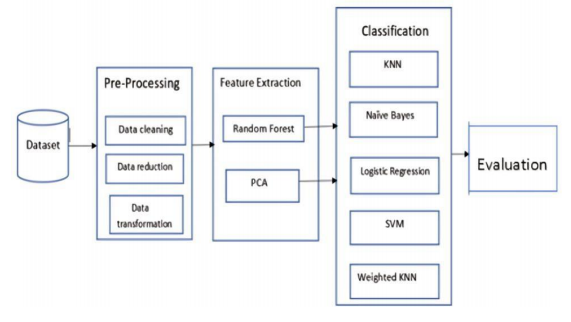 Dataset
Pre-Processing
Data cleaning
Data reduction
Data
transformation
Feature Extraction
Random Forest
PCA
Classification
KNN
Naïve Bayes
Logistic Regression
SVM
Weighted KNN
Evaluation